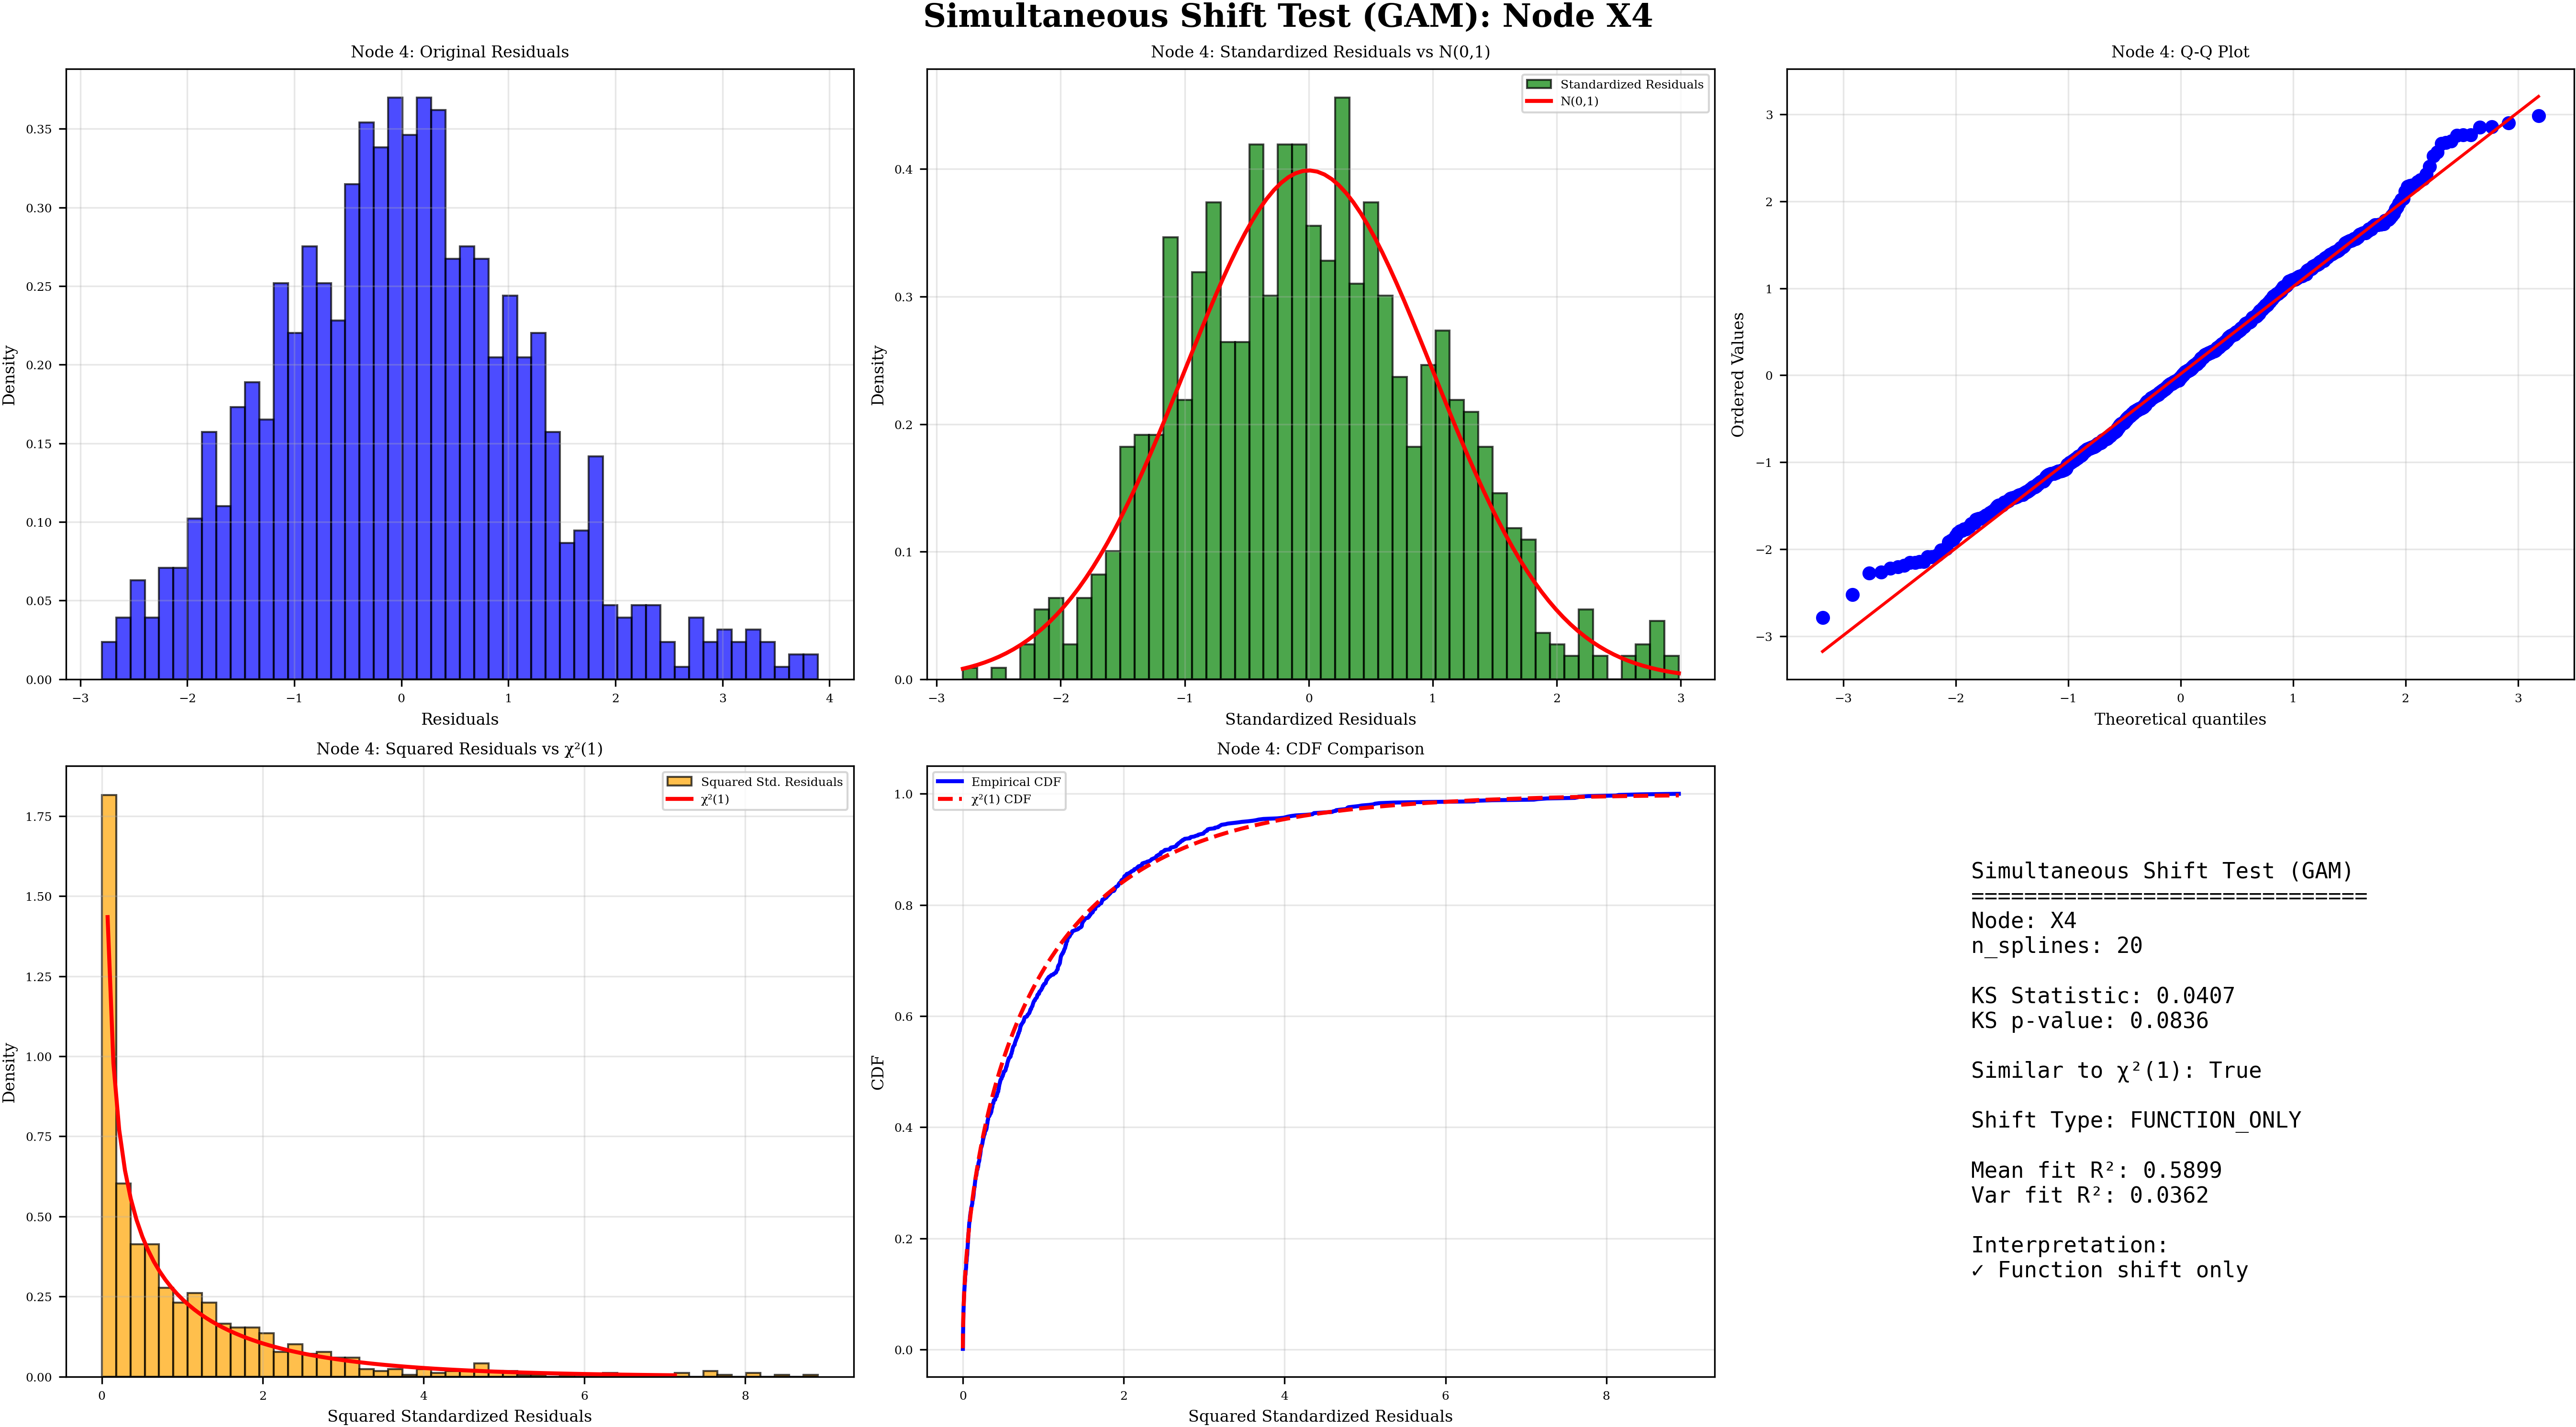 Simultaneous Shift Test (GAM): Node X4
Node 4: Original Residuals
Density
0.35
0.30
0.25
0.20
0.15
0.10
0.05
0.00
−3 −2 −1 0 1 2 3 4
Residuals
Node 4: Standardized Residuals vs N(0,1)
Standardized Residuals
N(0,1)
Density
0.4
0.3
0.2
0.1
0.0
−3 −2 −1 0 1 2 3
Standardized Residuals
Node 4: Q-Q Plot
Ordered Values
3
2
1
0
−1
−2
−3
−3 −2 −1 0 1 2 3
Theoretical quantiles
Node 4: Squared Residuals vs χ²(1)
Squared Std. Residuals
χ²(1)
Density
1.75
1.50
1.25
1.00
0.75
0.50
0.25
0.00
0 2 4 6 8
Squared Standardized Residuals
Node 4: CDF Comparison
Empirical CDF
χ²(1) CDF
CDF
1.0
0.8
0.6
0.4
0.2
0.0
0 2 4 6 8
Squared Standardized Residuals
Simultaneous Shift Test (GAM)
==============================
Node: X4
n_splines: 20
KS Statistic: 0.0407
KS p-value: 0.0836
Similar to χ²(1): True
Shift Type: FUNCTION_ONLY
Mean fit R²: 0.5899
Var fit R²: 0.0362
Interpretation:
✓ Function shift only